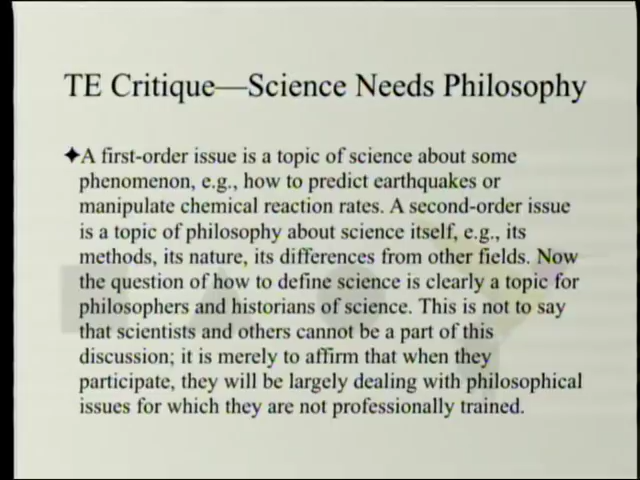 TE Critique—Science Needs Philosophy
✦A first-order issue is a topic of science about some
phenomenon, e.g., how to predict earthquakes or
manipulate chemical reaction rates. A second-order issue
is a topic of philosophy about science itself, e.g., its
methods, its nature, its differences from other fields. Now
the question of how to define science is clearly a topic for
philosophers and historians of science. This is not to say
that scientists and others cannot be a part of this
discussion; it is merely to affirm that when they
participate, they will be largely dealing with philosophical
issues for which they are not professionally trained.